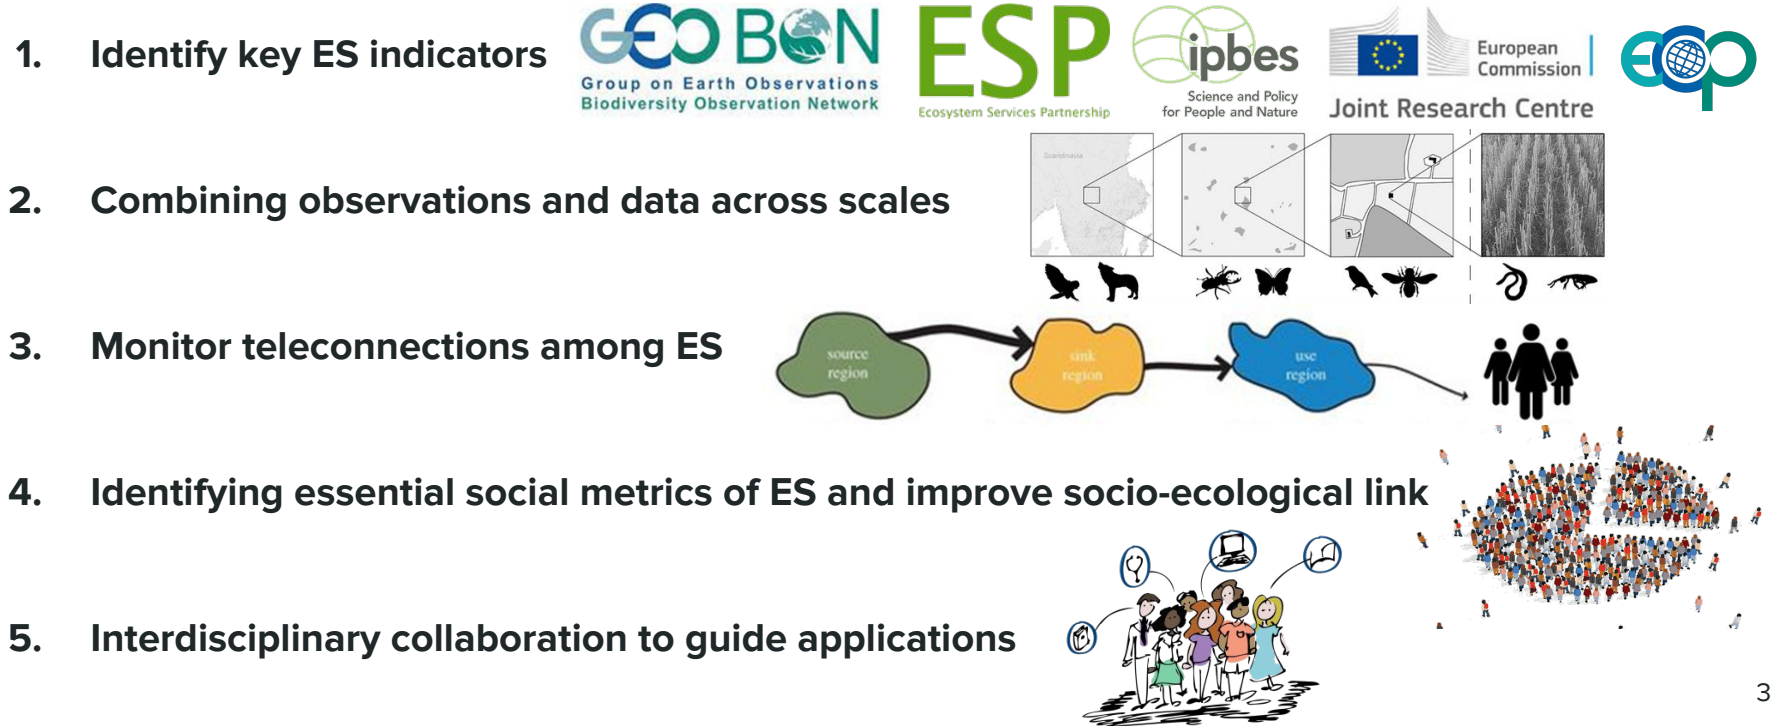 1. Identify key ES indicators
GEO BON
Group on Earth Observations
Biodiversity Observation Network
ESP
Ecosystem Services Partnership
ipbes
Science and Policy
for People and Nature
European
Commission
Joint Research Centre
ecop
2. Combining observations and data across scales
Scandinavia
3. Monitor teleconnections among ES
source
region
sink
region
use
region
4. Identifying essential social metrics of ES and improve socio-ecological link
5. Interdisciplinary collaboration to guide applications
3